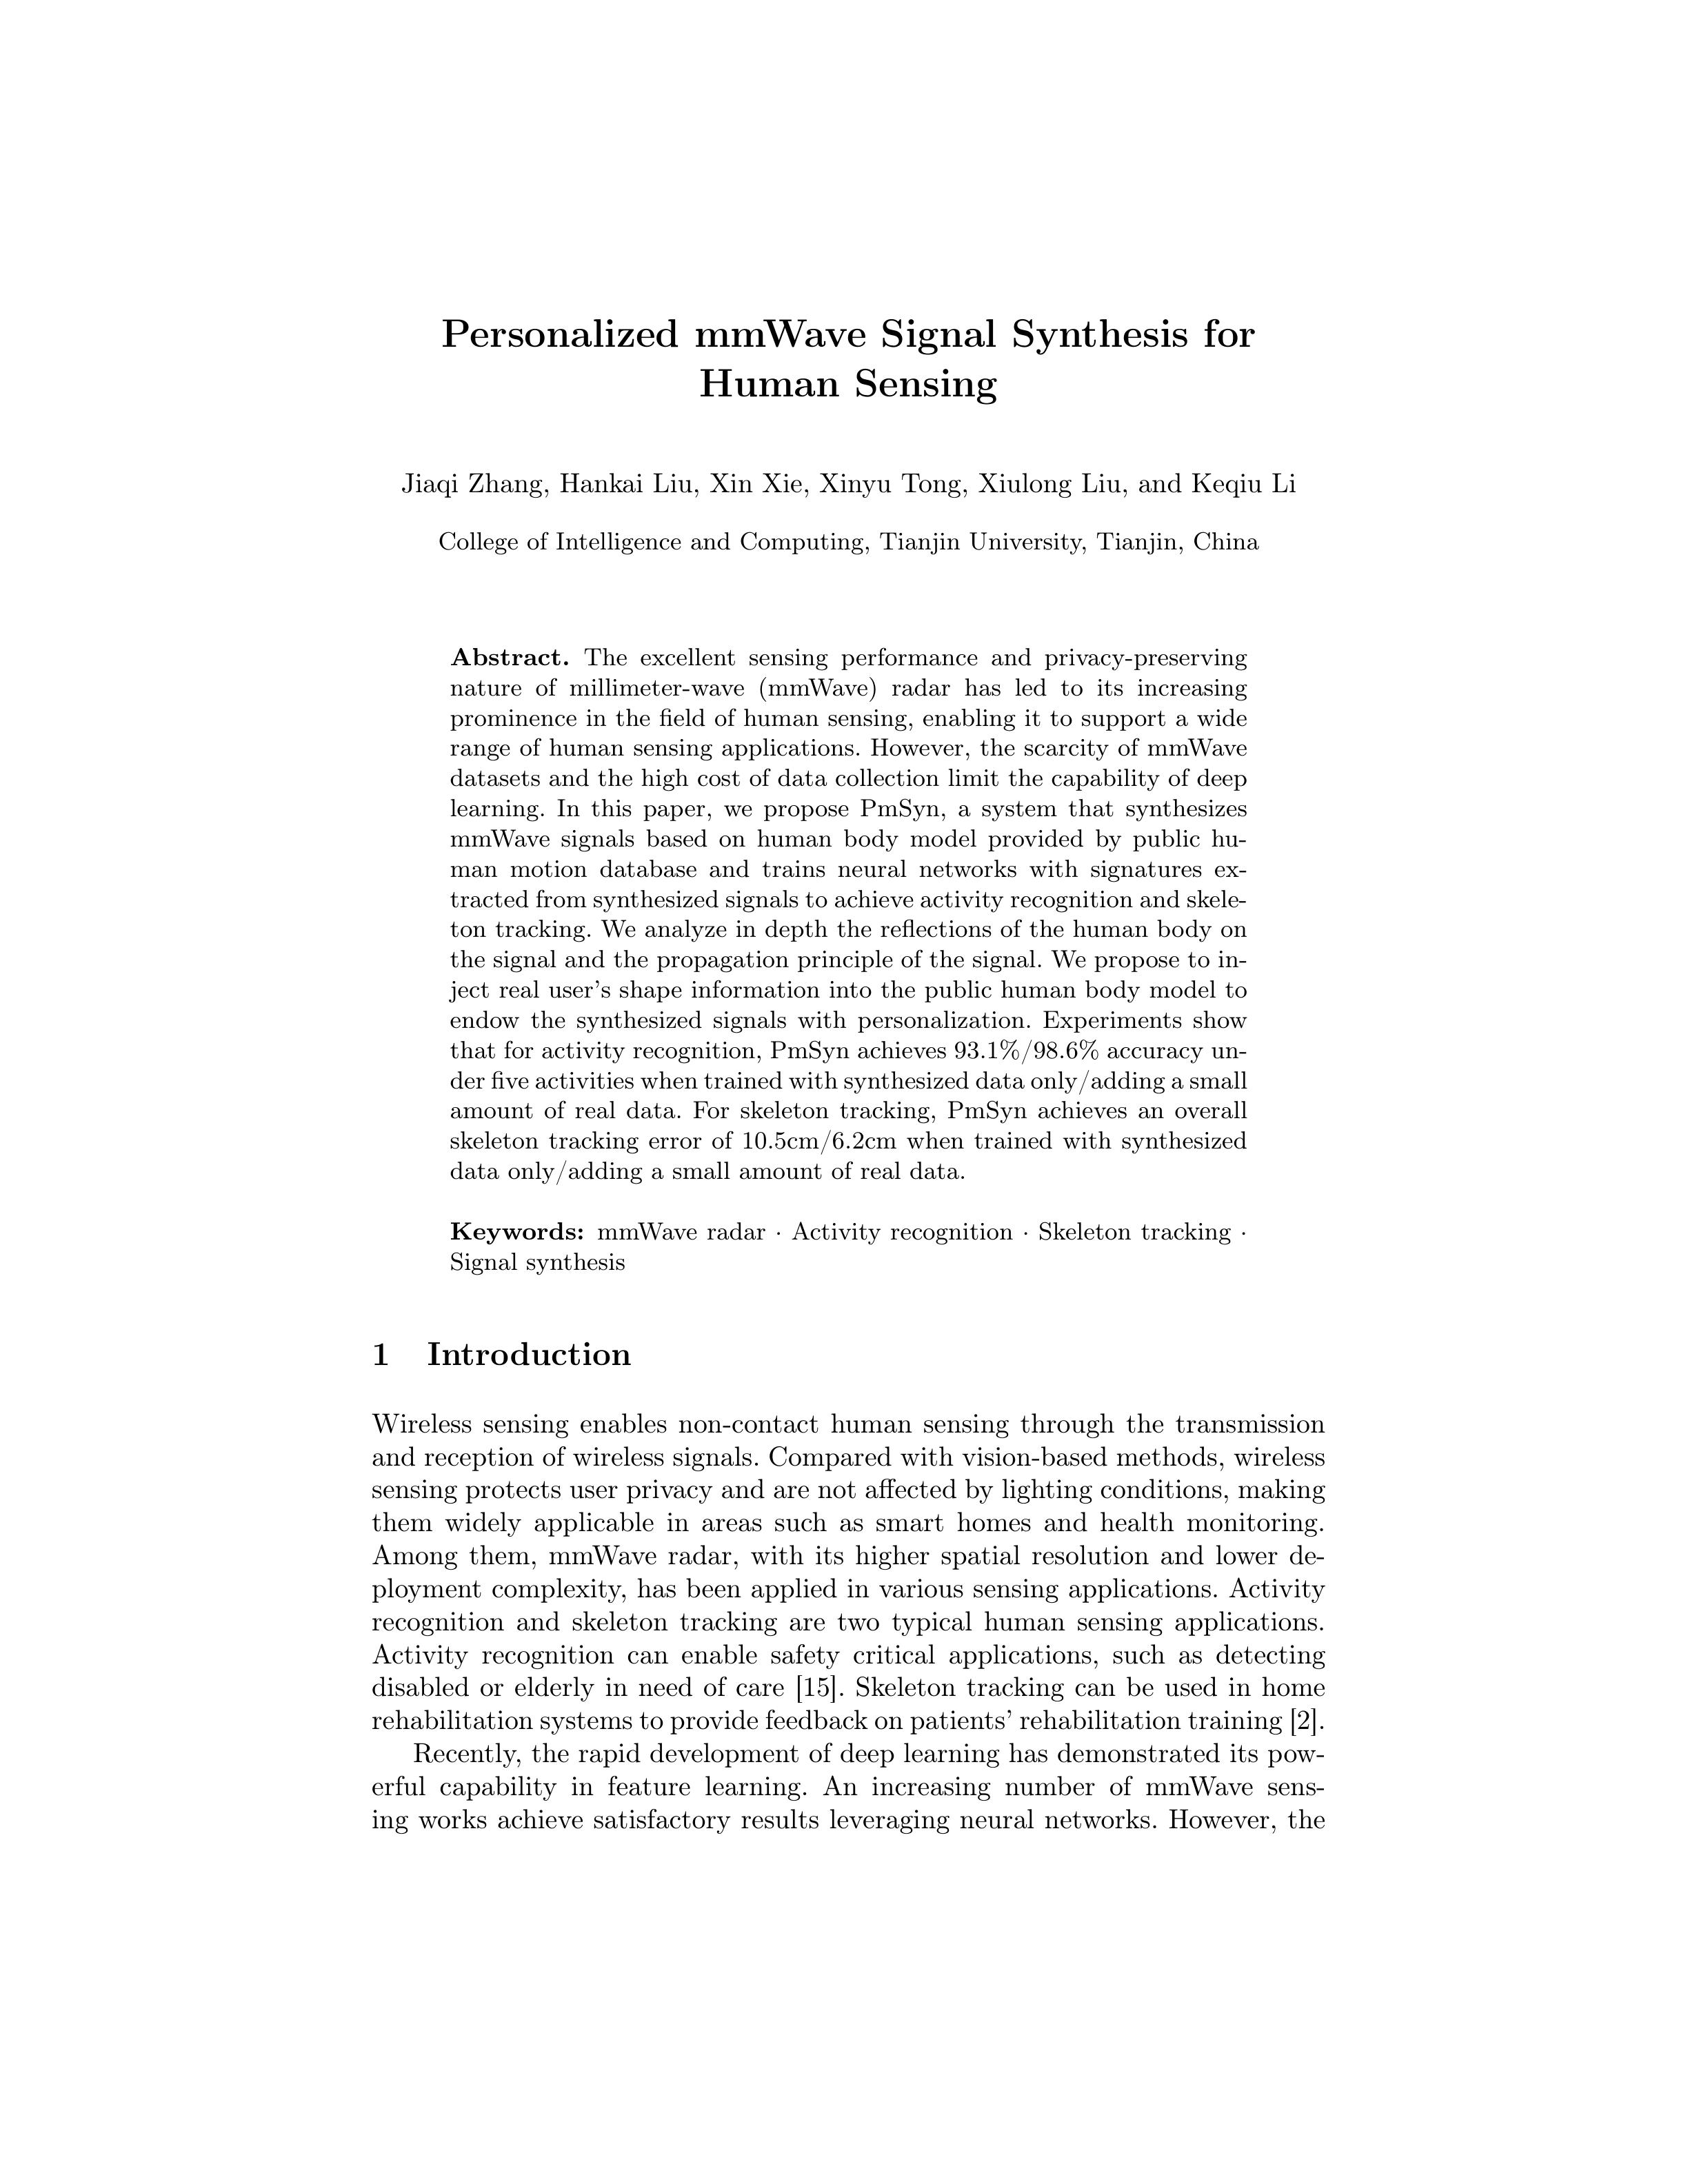 Personalized mmWave Signal Synthesis for
Human Sensing
Jiaqi Zhang, Hankai Liu, Xin Xie, Xinyu Tong, Xiulong Liu, and Keqiu Li
College of Intelligence and Computing, Tianjin University, Tianjin, China
Abstract. The excellent sensing performance and privacy-preserving
nature of millimeter-wave (mmWave) radar has led to its increasing
prominence in the field of human sensing, enabling it to support a wide
range of human sensing applications. However, the scarcity of mmWave
datasets and the high cost of data collection limit the capability of deep
learning. In this paper, we propose PmSyn, a system that synthesizes
mmWave signals based on human body model provided by public hu-
man motion database and trains neural networks with signatures ex-
tracted from synthesized signals to achieve activity recognition and skele-
ton tracking. We analyze in depth the reflections of the human body on
the signal and the propagation principle of the signal. We propose to in-
ject real user's shape information into the public human body model to
endow the synthesized signals with personalization. Experiments show
that for activity recognition, PmSyn achieves 93.1%/98.6% accuracy un-
der five activities when trained with synthesized data only/adding a small
amount of real data. For skeleton tracking, PmSyn achieves an overall
skeleton tracking error of 10.5cm/6.2cm when trained with synthesized
data only/adding a small amount of real data.
Keywords: mmWave radar · Activity recognition · Skeleton tracking ·
Signal synthesis
1 Introduction
Wireless sensing enables non-contact human sensing through the transmission
and reception of wireless signals. Compared with vision-based methods, wireless
sensing protects user privacy and are not affected by lighting conditions, making
them widely applicable in areas such as smart homes and health monitoring.
Among them, mmWave radar, with its higher spatial resolution and lower de-
ployment complexity, has been applied in various sensing applications. Activity
recognition and skeleton tracking are two typical human sensing applications.
Activity recognition can enable safety critical applications, such as detecting
disabled or elderly in need of care [15]. Skeleton tracking can be used in home
rehabilitation systems to provide feedback on patients' rehabilitation training [2].
Recently, the rapid development of deep learning has demonstrated its pow-
erful capability in feature learning. An increasing number of mmWave sens-
ing works achieve satisfactory results leveraging neural networks. However, the